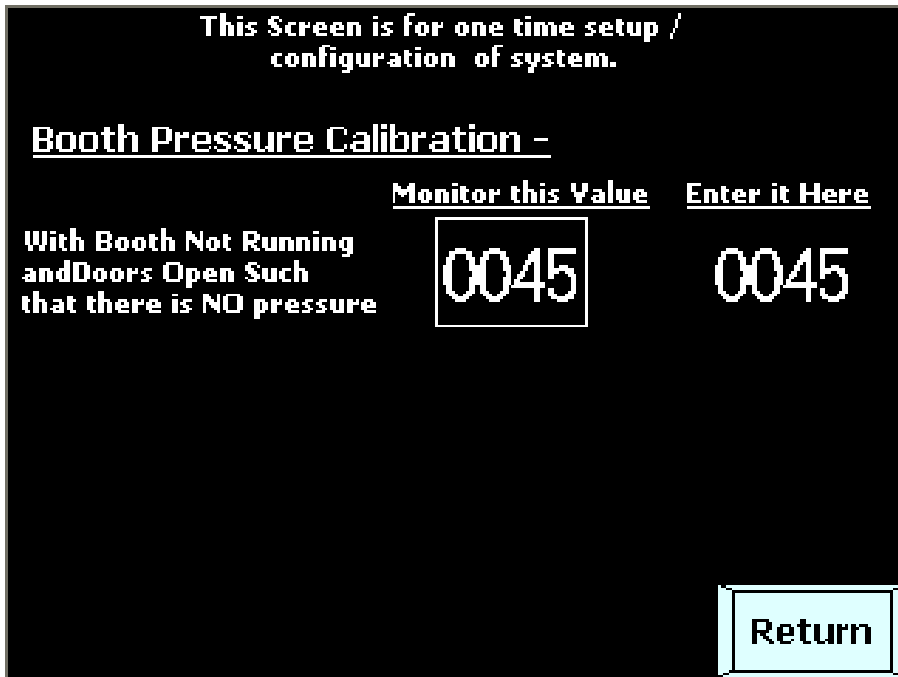 This Screen is for one time setup /
configuration of system.
Booth Pressure Calibration -
Monitor this Value Enter it Here
With Booth Not Running
andDoors Open Such
that there is NO pressure
0045 0045
Return